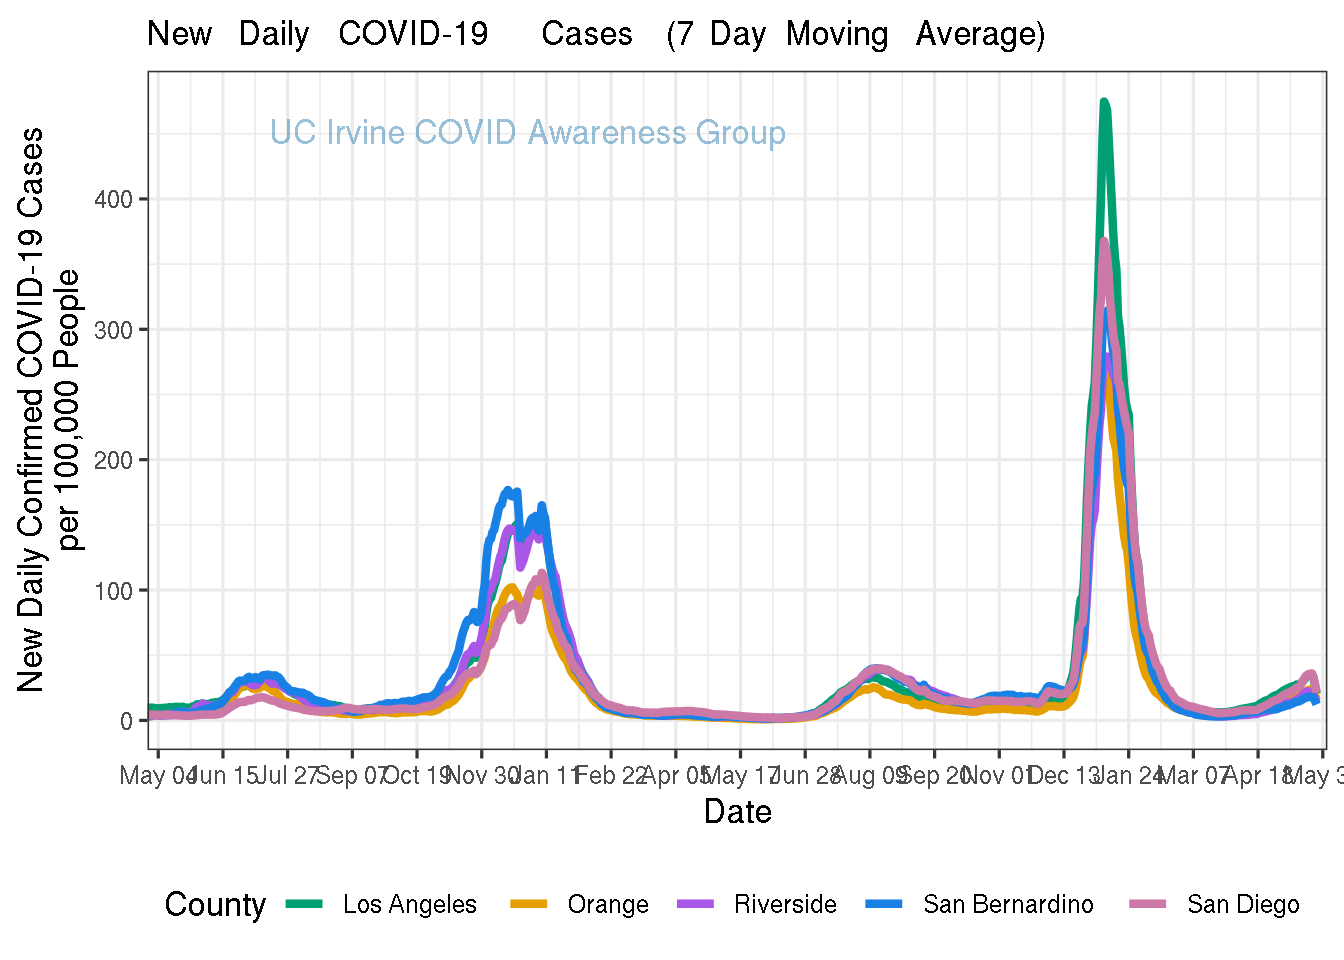 New Daily COVID-19 Cases (7 Day Moving Average)
UC Irvine COVID Awareness Group
New Daily Confirmed COVID-19 Cases
per 100,000 People
400
300
200
100
0
May 04 Jun 15 Jul 27 Sep 07 Oct 19 Nov 30 Jan 11 Feb 22 Apr 05 May 17 Jun 28 Aug 09 Sep 20 Nov 01 Dec 13 Jan 24 Mar 07 Apr 18 May 3
Date
County Los Angeles Orange Riverside San Bernardino San Diego